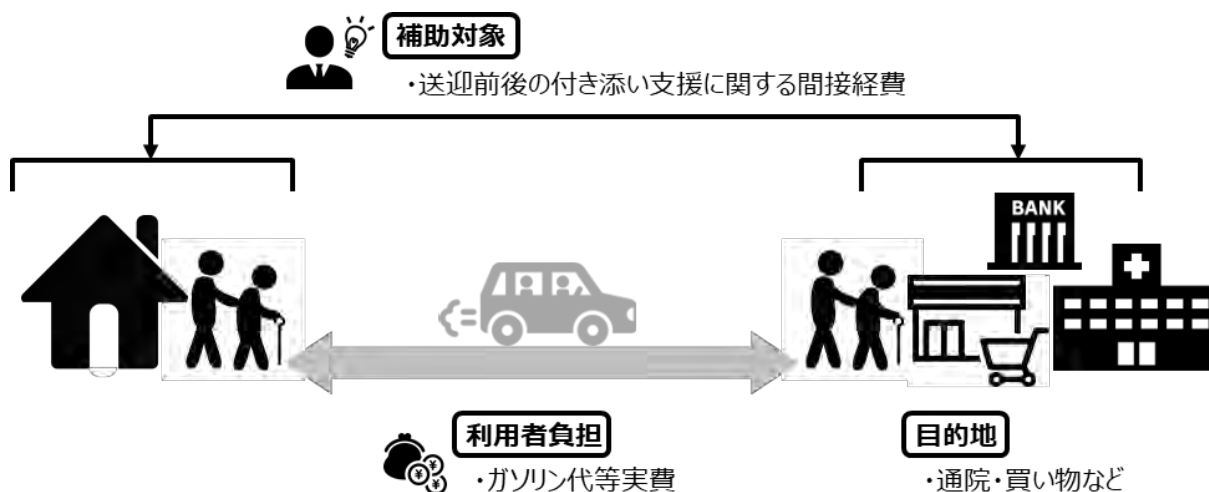 補助対象
・送迎前後の付き添い支援に関する間接経費
BANK
利用者負担
・ガソリン代等実費
¥
¥
¥
目的地
・通院・買い物など